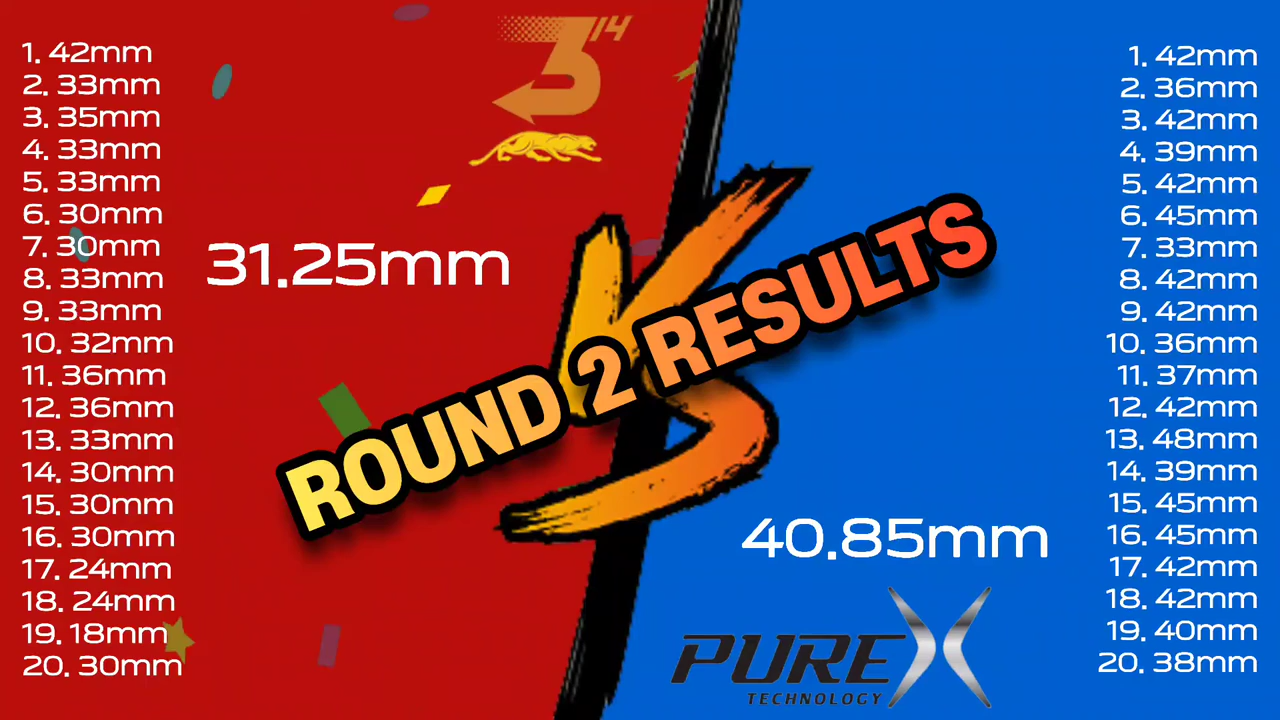 1. 42mm
2. 33mm
3. 35mm
4. 33mm
5. 33mm
6. 30mm
7. 30mm
8. 33mm
9. 33mm
10. 32mm
11. 36mm
12. 36mm
13. 33mm
14. 30mm
15. 30mm
16. 30mm
17. 24mm
18. 24mm
19. 18mm
20. 30mm
3 14
31.25mm
VS
ROUND 2 RESULTS
40.85mm
PURE X
TECHNOLOGY
1. 42mm
2. 36mm
3. 42mm
4. 39mm
5. 42mm
6. 45mm
7. 33mm
8. 42mm
9. 42mm
10. 36mm
11. 37mm
12. 42mm
13. 48mm
14. 39mm
15. 45mm
16. 45mm
17. 42mm
18. 42mm
19. 40mm
20. 38mm